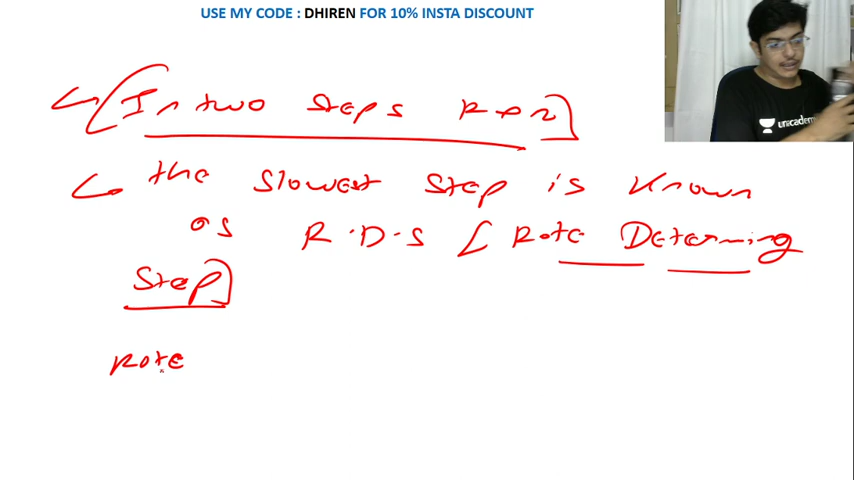 USE MY CODE : DHIREN FOR 10% INSTA DISCOUNT
unacademy
[In two steps rxn]
the slowest step is known
as R.D.S [Rate Determing
Step]
Rate